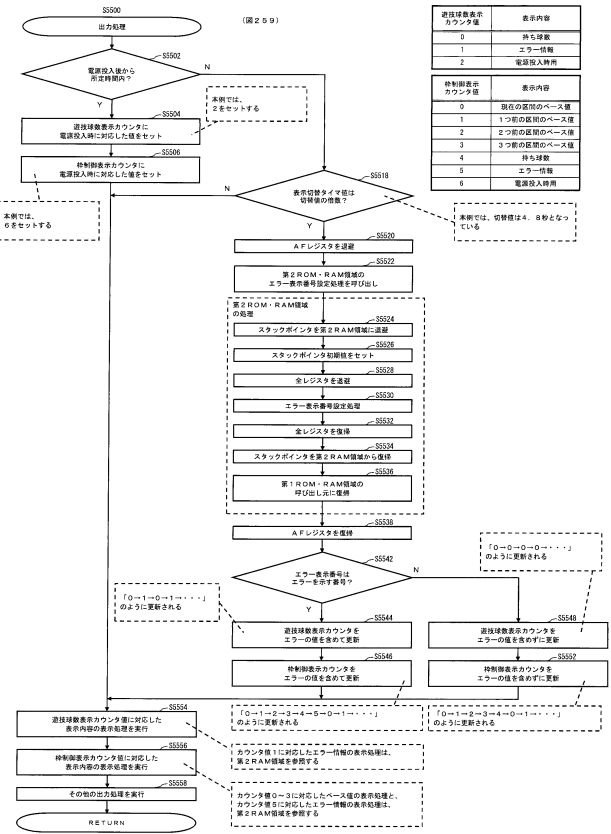 S5500
出力処理
(図259)
S5502
電源投入後から
所定時間内?
N
Y
本例では、
2をセットする
S5504
遊技球数表示カウンタに
電源投入時に対応した値をセット
S5506
枠制御表示カウンタに
電源投入時に対応した値をセット
本例では、
6をセットする
遊技球数表示
カウンタ値
表示内容
0 持ち球数
1 エラー情報
2 電源投入時用
枠制御表示
カウンタ値
表示内容
0 現在の区間のベース値
1 1つ前の区間のベース値
2 2つ前の区間のベース値
3 3つ前の区間のベース値
4 持ち球数
5 エラー情報
6 電源投入時用
S5518
表示切替タイマ値は
切替値の倍数?
N
Y
本例では、切替値は4.8秒となっ
ている
S5520
AFレジスタを退避
S5522
第2ROM・RAM領域の
エラー表示番号設定処理を呼び出し
第2ROM・RAM領域
の処理
S5524
スタックポインタを第2RAM領域に退避
S5526
スタックポインタ初期値をセット
S5528
全レジスタを退避
S5530
エラー表示番号設定処理
S5532
全レジスタを復帰
S5534
スタックポインタを第2RAM領域から復帰
S5536
第1ROM・RAM領域の
呼び出し元に復帰
S5538
AFレジスタを復帰
S5542
エラー表示番号は
エラーを示す番号?
N
Y
「0→0→0→0→・・・」
のように更新される
「0→1→0→1→・・・」
のように更新される
S5544
遊技球数表示カウンタを
エラーの値を含めて更新
S5548
遊技球数表示カウンタを
エラーの値を含めずに更新
S5546
枠制御表示カウンタを
エラーの値を含めて更新
S5552
枠制御表示カウンタを
エラーの値を含めずに更新
「0→1→2→3→4→5→0→1→・・・」
のように更新される
「0→1→2→3→4→0→1→・・・」
のように更新される
S5554
遊技球数表示カウンタ値に対応した
表示内容の表示処理を実行
カウンタ値1に対応したエラー情報の表示処理は、
第2RAM領域を参照する
S5556
枠制御表示カウンタ値に対応した
表示内容の表示処理を実行
カウンタ値0~3に対応したベース値の表示処理と、
カウンタ値5に対応したエラー情報の表示処理は、
第2RAM領域を参照する
S5558
その他の出力処理を実行
RETURN